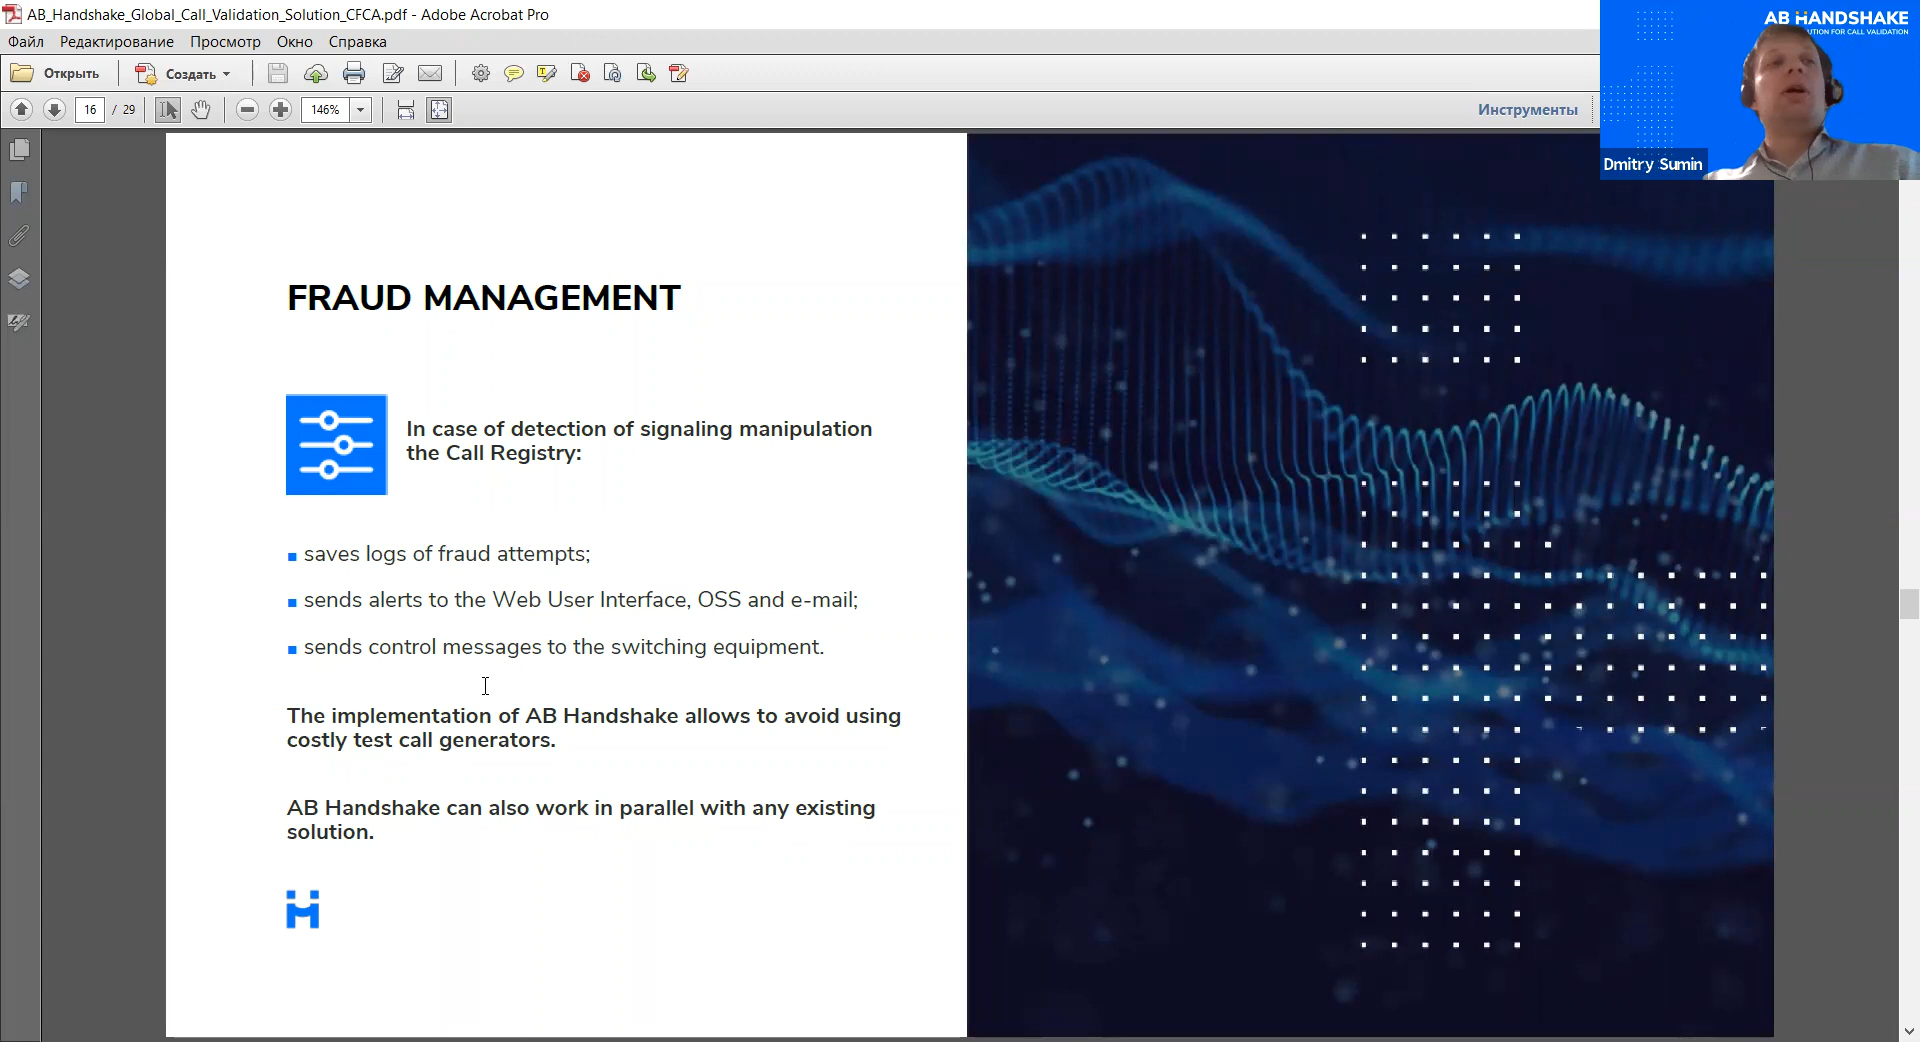 AB_Handshake_Global_Call_Validation_Solution_CFCA.pdf - Adobe Acrobat Pro
Файл Редактирование Просмотр Окно Справка
Открыть Создать
16 / 29 146% Инструменты
AB HANDSHAKE
UTION FOR CALL VALIDATION
Dmitry Sumin
FRAUD MANAGEMENT
In case of detection of signaling manipulation
the Call Registry:
saves logs of fraud attempts;
sends alerts to the Web User Interface, OSS and e-mail;
sends control messages to the switching equipment.
The implementation of AB Handshake allows to avoid using
costly test call generators.
AB Handshake can also work in parallel with any existing
solution.